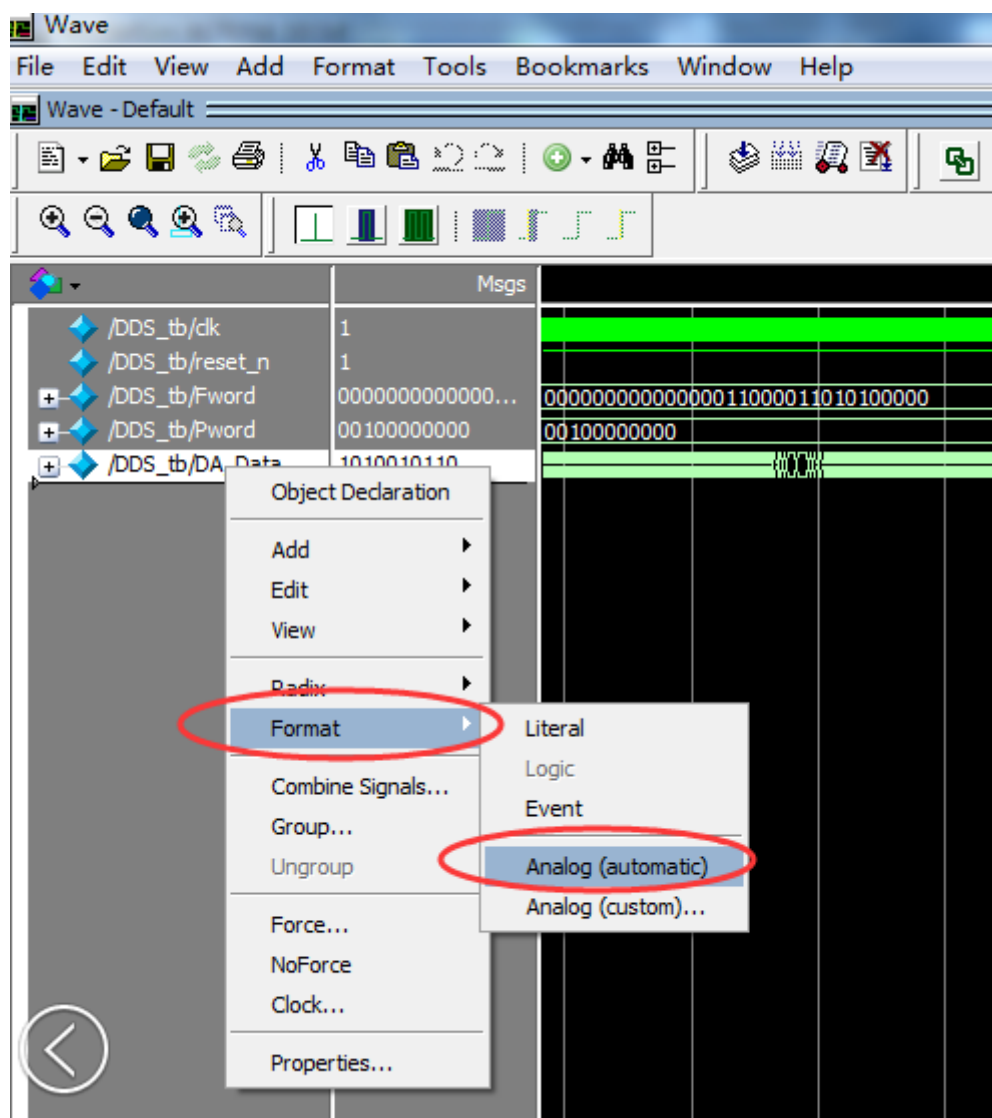 Wave
File Edit View Add Format Tools Bookmarks Window Help
Wave - Default
Msgs
/DDS_tb/clk 1
/DDS_tb/reset_n 1
/DDS_tb/Fword 0000000000000... 00000000000000011000011010100000
/DDS_tb/Pword 00100000000 00100000000
/DDS_tb/DA_Data 1010010110
Object Declaration
Add
Edit
View
Radix
Format
Literal
Logic
Combine Signals...
Event
Group...
Ungroup
Analog (automatic)
Analog (custom)...
Force...
NoForce
Clock...
Properties...